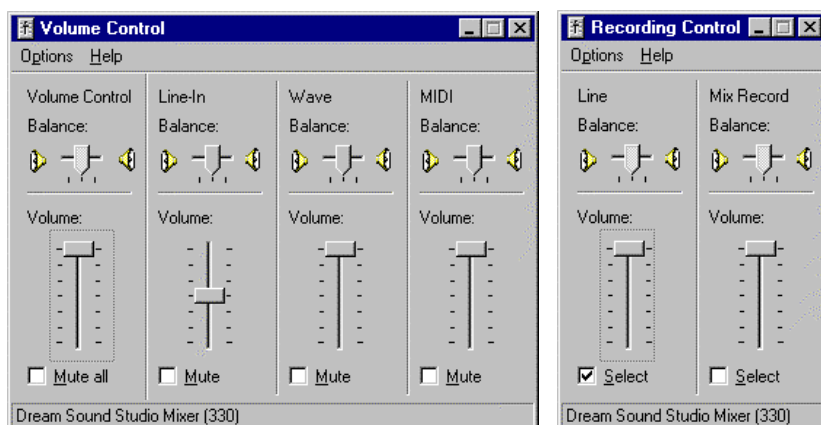 Volume Control
Options Help
Volume Control Line-In Wave MIDI
Balance: Balance: Balance: Balance:
Volume: Volume: Volume: Volume:
Mute all Mute Mute Mute
Dream Sound Studio Mixer (330)
Recording Control
Options Help
Line Mix Record
Balance: Balance:
Volume: Volume:
Select Select
Dream Sound Studio Mixer (330)